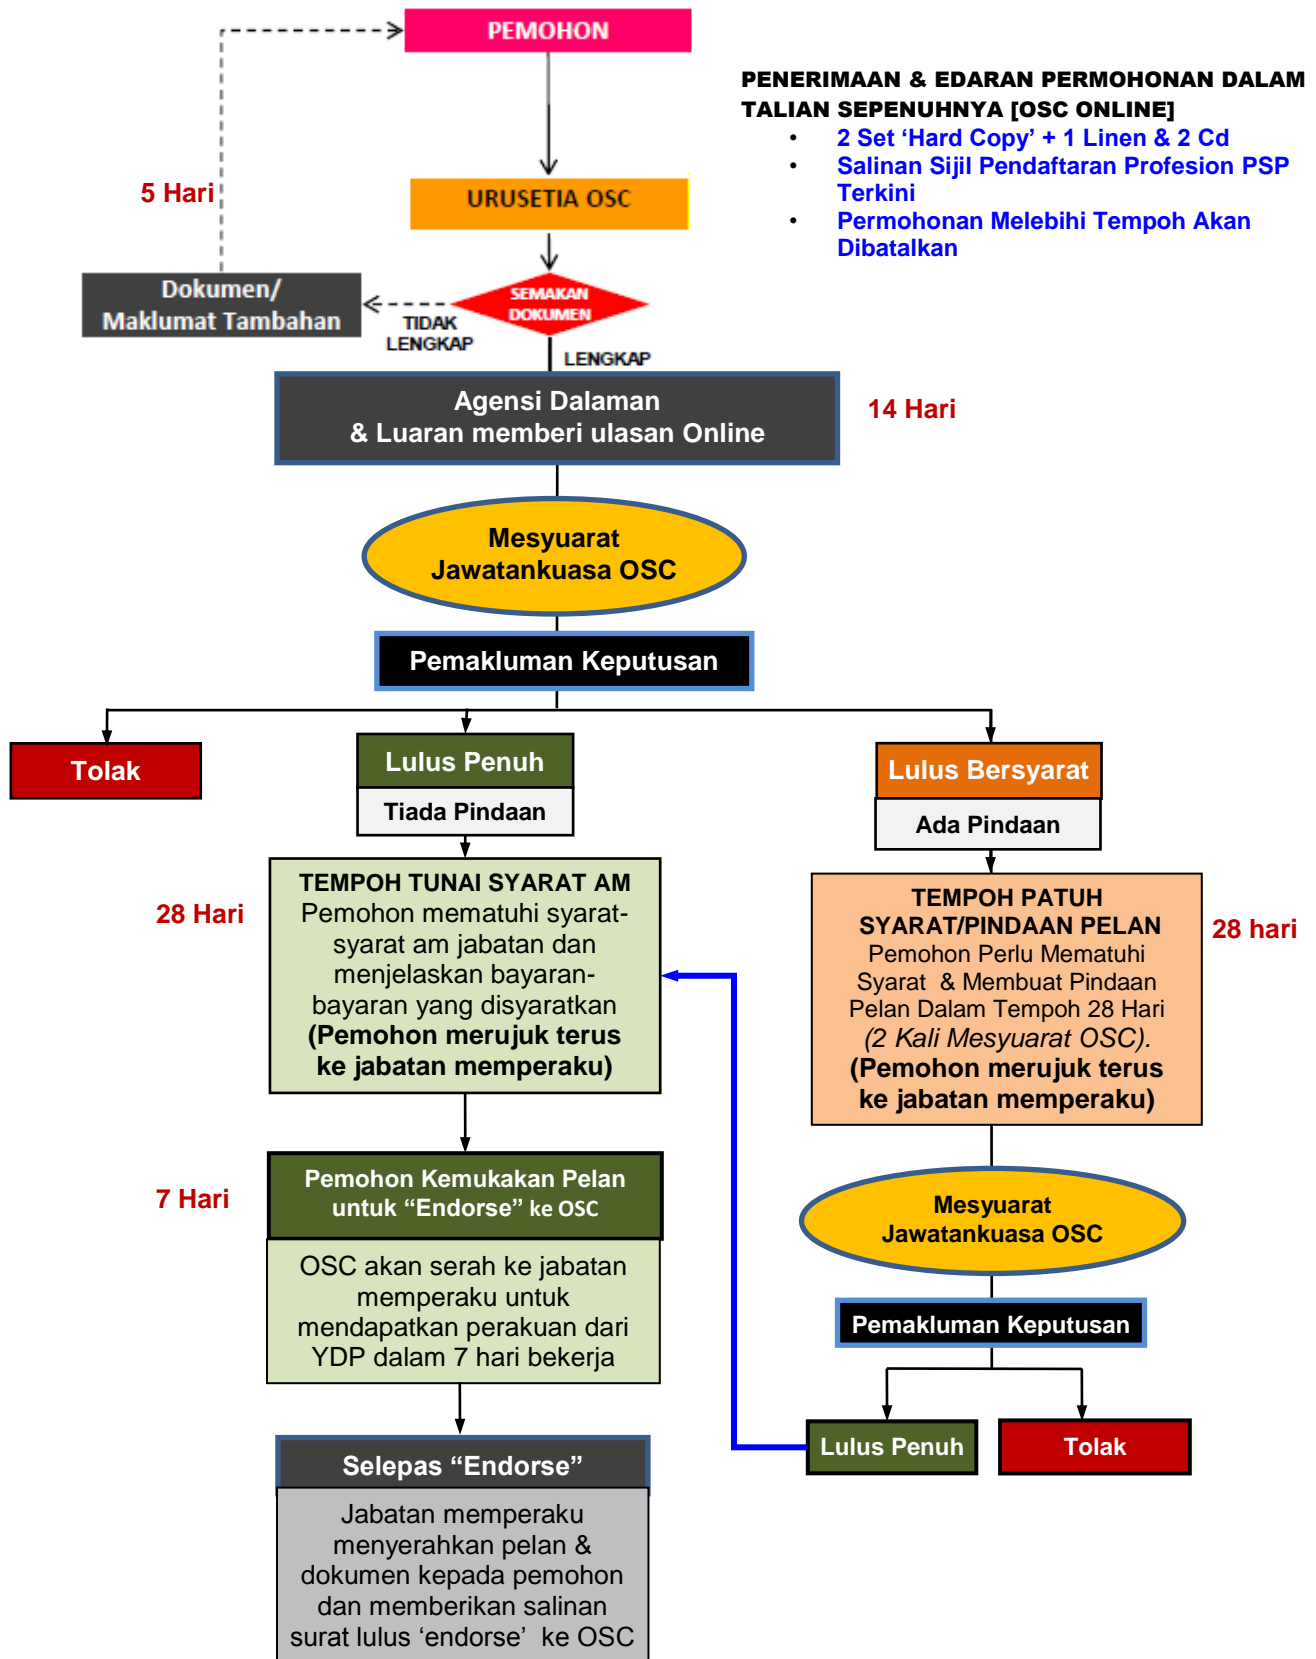 PEMOHON
PENERIMAAN & EDARAN PERMOHONAN DALAM
TALIAN SEPENUHNYA [OSC ONLINE]
• 2 Set ‘Hard Copy’ + 1 Linen & 2 Cd
• Salinan Sijil Pendaftaran Profesion PSP
Terkini
• Permohonan Melebihi Tempoh Akan
Dibatalkan
5 Hari
URUSETIA OSC
SEMAKAN
DOKUMEN
Dokumen/
Maklumat Tambahan
TIDAK
LENGKAP
LENGKAP
Agensi Dalaman
& Luaran memberi ulasan Online
14 Hari
Mesyuarat
Jawatankuasa OSC
Pemakluman Keputusan
Tolak
Lulus Penuh
Tiada Pindaan
Lulus Bersyarat
Ada Pindaan
28 Hari
TEMPOH TUNAI SYARAT AM
Pemohon mematuhi syarat-
syarat am jabatan dan
menjelaskan bayaran-
bayaran yang disyaratkan
(Pemohon merujuk terus
ke jabatan memperaku)
TEMPOH PATUH
SYARAT/PINDAAN PELAN
Pemohon Perlu Mematuhi
Syarat & Membuat Pindaan
Pelan Dalam Tempoh 28 Hari
(2 Kali Mesyuarat OSC).
(Pemohon merujuk terus
ke jabatan memperaku)
28 hari
7 Hari
Pemohon Kemukakan Pelan
untuk “Endorse” ke OSC
OSC akan serah ke jabatan
memperaku untuk
mendapatkan perakuan dari
YDP dalam 7 hari bekerja
Mesyuarat
Jawatankuasa OSC
Pemakluman Keputusan
Lulus Penuh
Tolak
Selepas “Endorse”
Jabatan memperaku
menyerahkan pelan &
dokumen kepada pemohon
dan memberikan salinan
surat lulus ‘endorse’ ke OSC